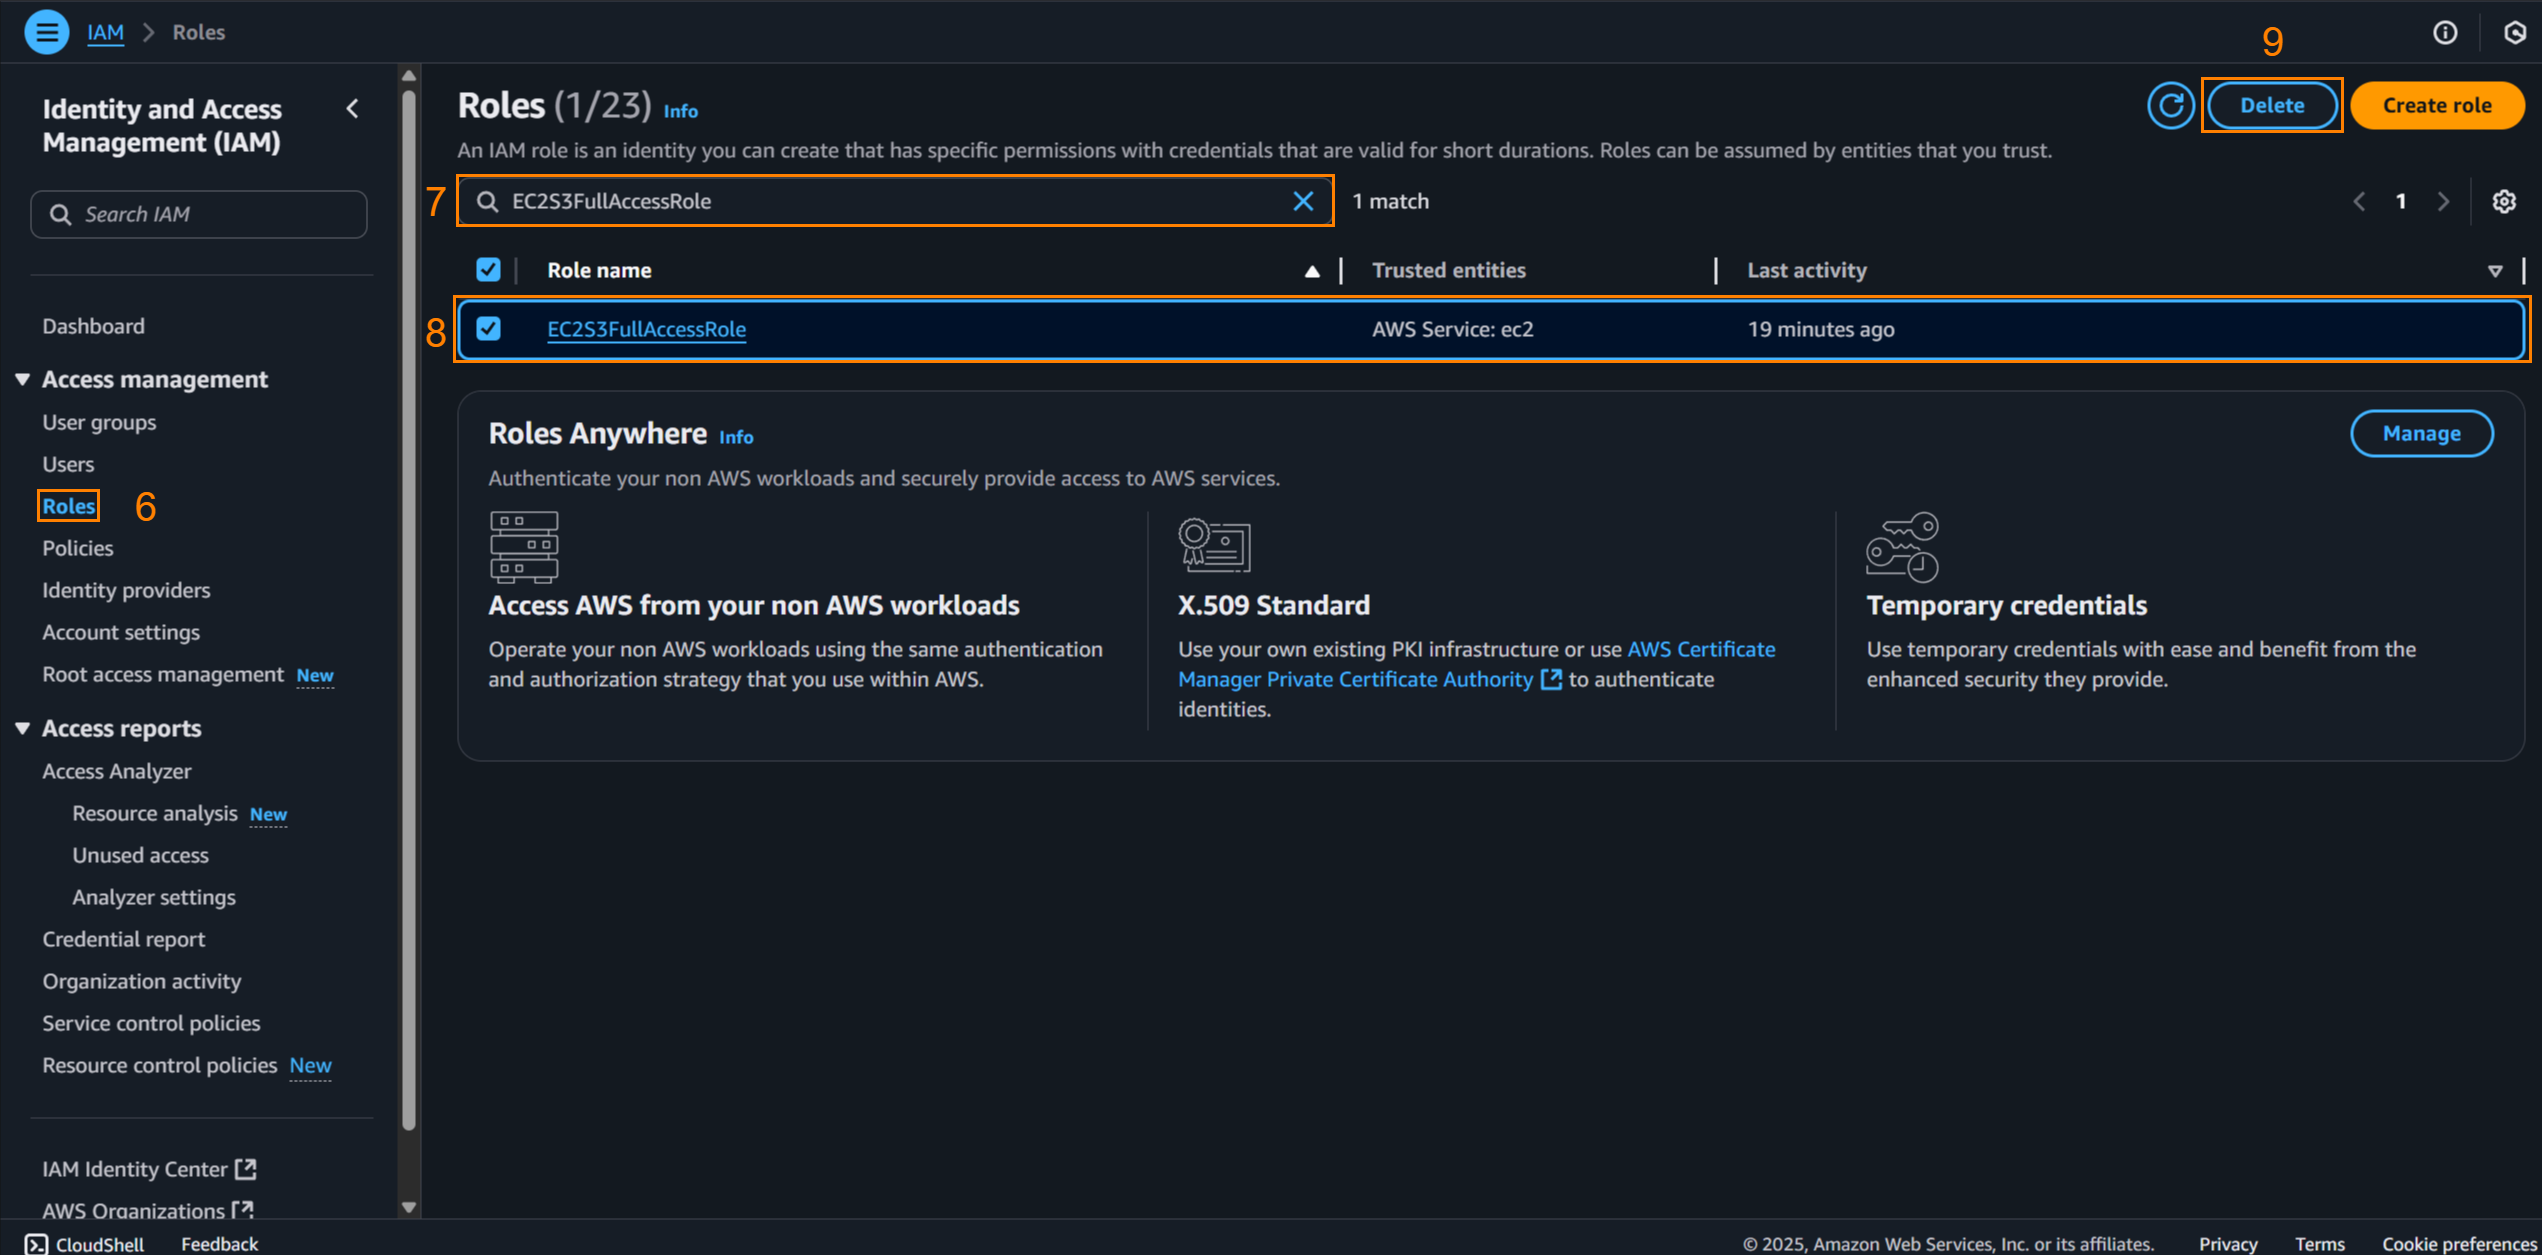 IAM > Roles
9
Identity and Access
Management (IAM)
Search IAM
Dashboard
Access management
User groups
Users
Roles 6
Policies
Identity providers
Account settings
Root access management New
Access reports
Access Analyzer
Resource analysis New
Unused access
Analyzer settings
Credential report
Organization activity
Service control policies
Resource control policies New
IAM Identity Center
AWS Organizations
Roles (1/23) Info
Delete
Create role
An IAM role is an identity you can create that has specific permissions with credentials that are valid for short durations. Roles can be assumed by entities that you trust.
7 EC2S3FullAccessRole 1 match 1
Role name Trusted entities Last activity
8 EC2S3FullAccessRole AWS Service: ec2 19 minutes ago
Roles Anywhere Info
Manage
Authenticate your non AWS workloads and securely provide access to AWS services.
Access AWS from your non AWS workloads
Operate your non AWS workloads using the same authentication
and authorization strategy that you use within AWS.
X.509 Standard
Use your own existing PKI infrastructure or use AWS Certificate
Manager Private Certificate Authority to authenticate
identities.
Temporary credentials
Use temporary credentials with ease and benefit from the
enhanced security they provide.
CloudShell Feedback © 2025, Amazon Web Services, Inc. or its affiliates. Privacy Terms Cookie preferences